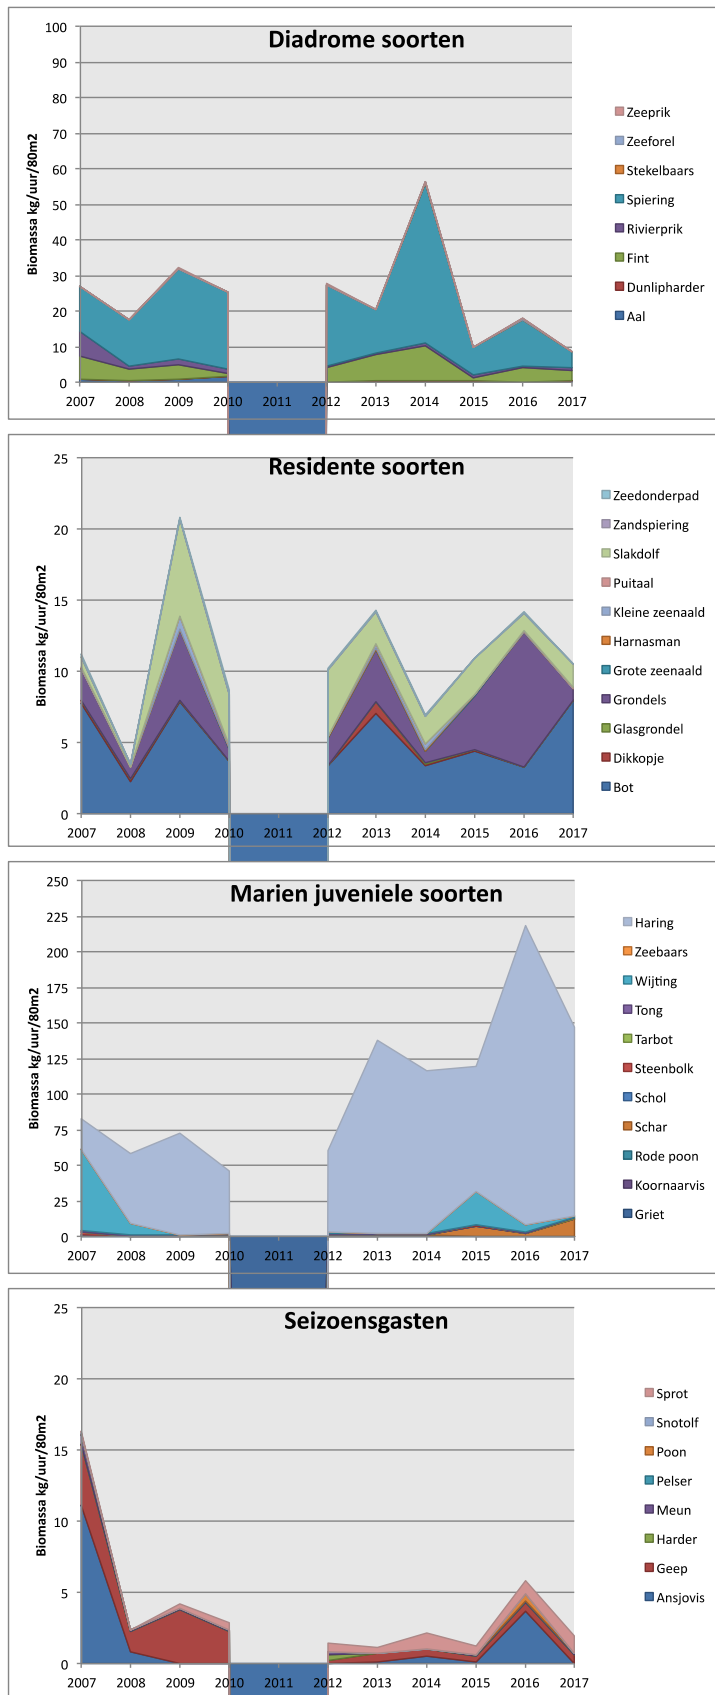 Diadrome soorten
Biomassa kg/uur/80m2
100
90
80
70
60
50
40
30
20
10
0
2007 2008 2009 2010 2011 2012 2013 2014 2015 2016 2017
Zeeprik
Zeeforel
Stekelbaars
Spiering
Rivierprik
Fint
Dunlipharder
Aal
Residente soorten
Biomassa kg/uur/80m2
25
20
15
10
5
0
2007 2008 2009 2010 2011 2012 2013 2014 2015 2016 2017
Zeedonderpad
Zandspiering
Slakdolf
Puitaal
Kleine zeenaald
Harnasman
Grote zeenaald
Grondels
Glasgrondel
Dikkopje
Bot
Marien juveniele soorten
Biomassa kg/uur/80m2
250
225
200
175
150
125
100
75
50
25
0
2007 2008 2009 2010 2011 2012 2013 2014 2015 2016 2017
Haring
Zeebaars
Wijting
Tong
Tarbot
Steenbolk
Schol
Schar
Rode poon
Koornaarvis
Griet
Seizoensgasten
Biomassa kg/uur/80m2
25
20
15
10
5
0
2007 2008 2009 2010 2011 2012 2013 2014 2015 2016 2017
Sprot
Snotolf
Poon
Pelser
Meun
Harder
Geep
Ansjovis